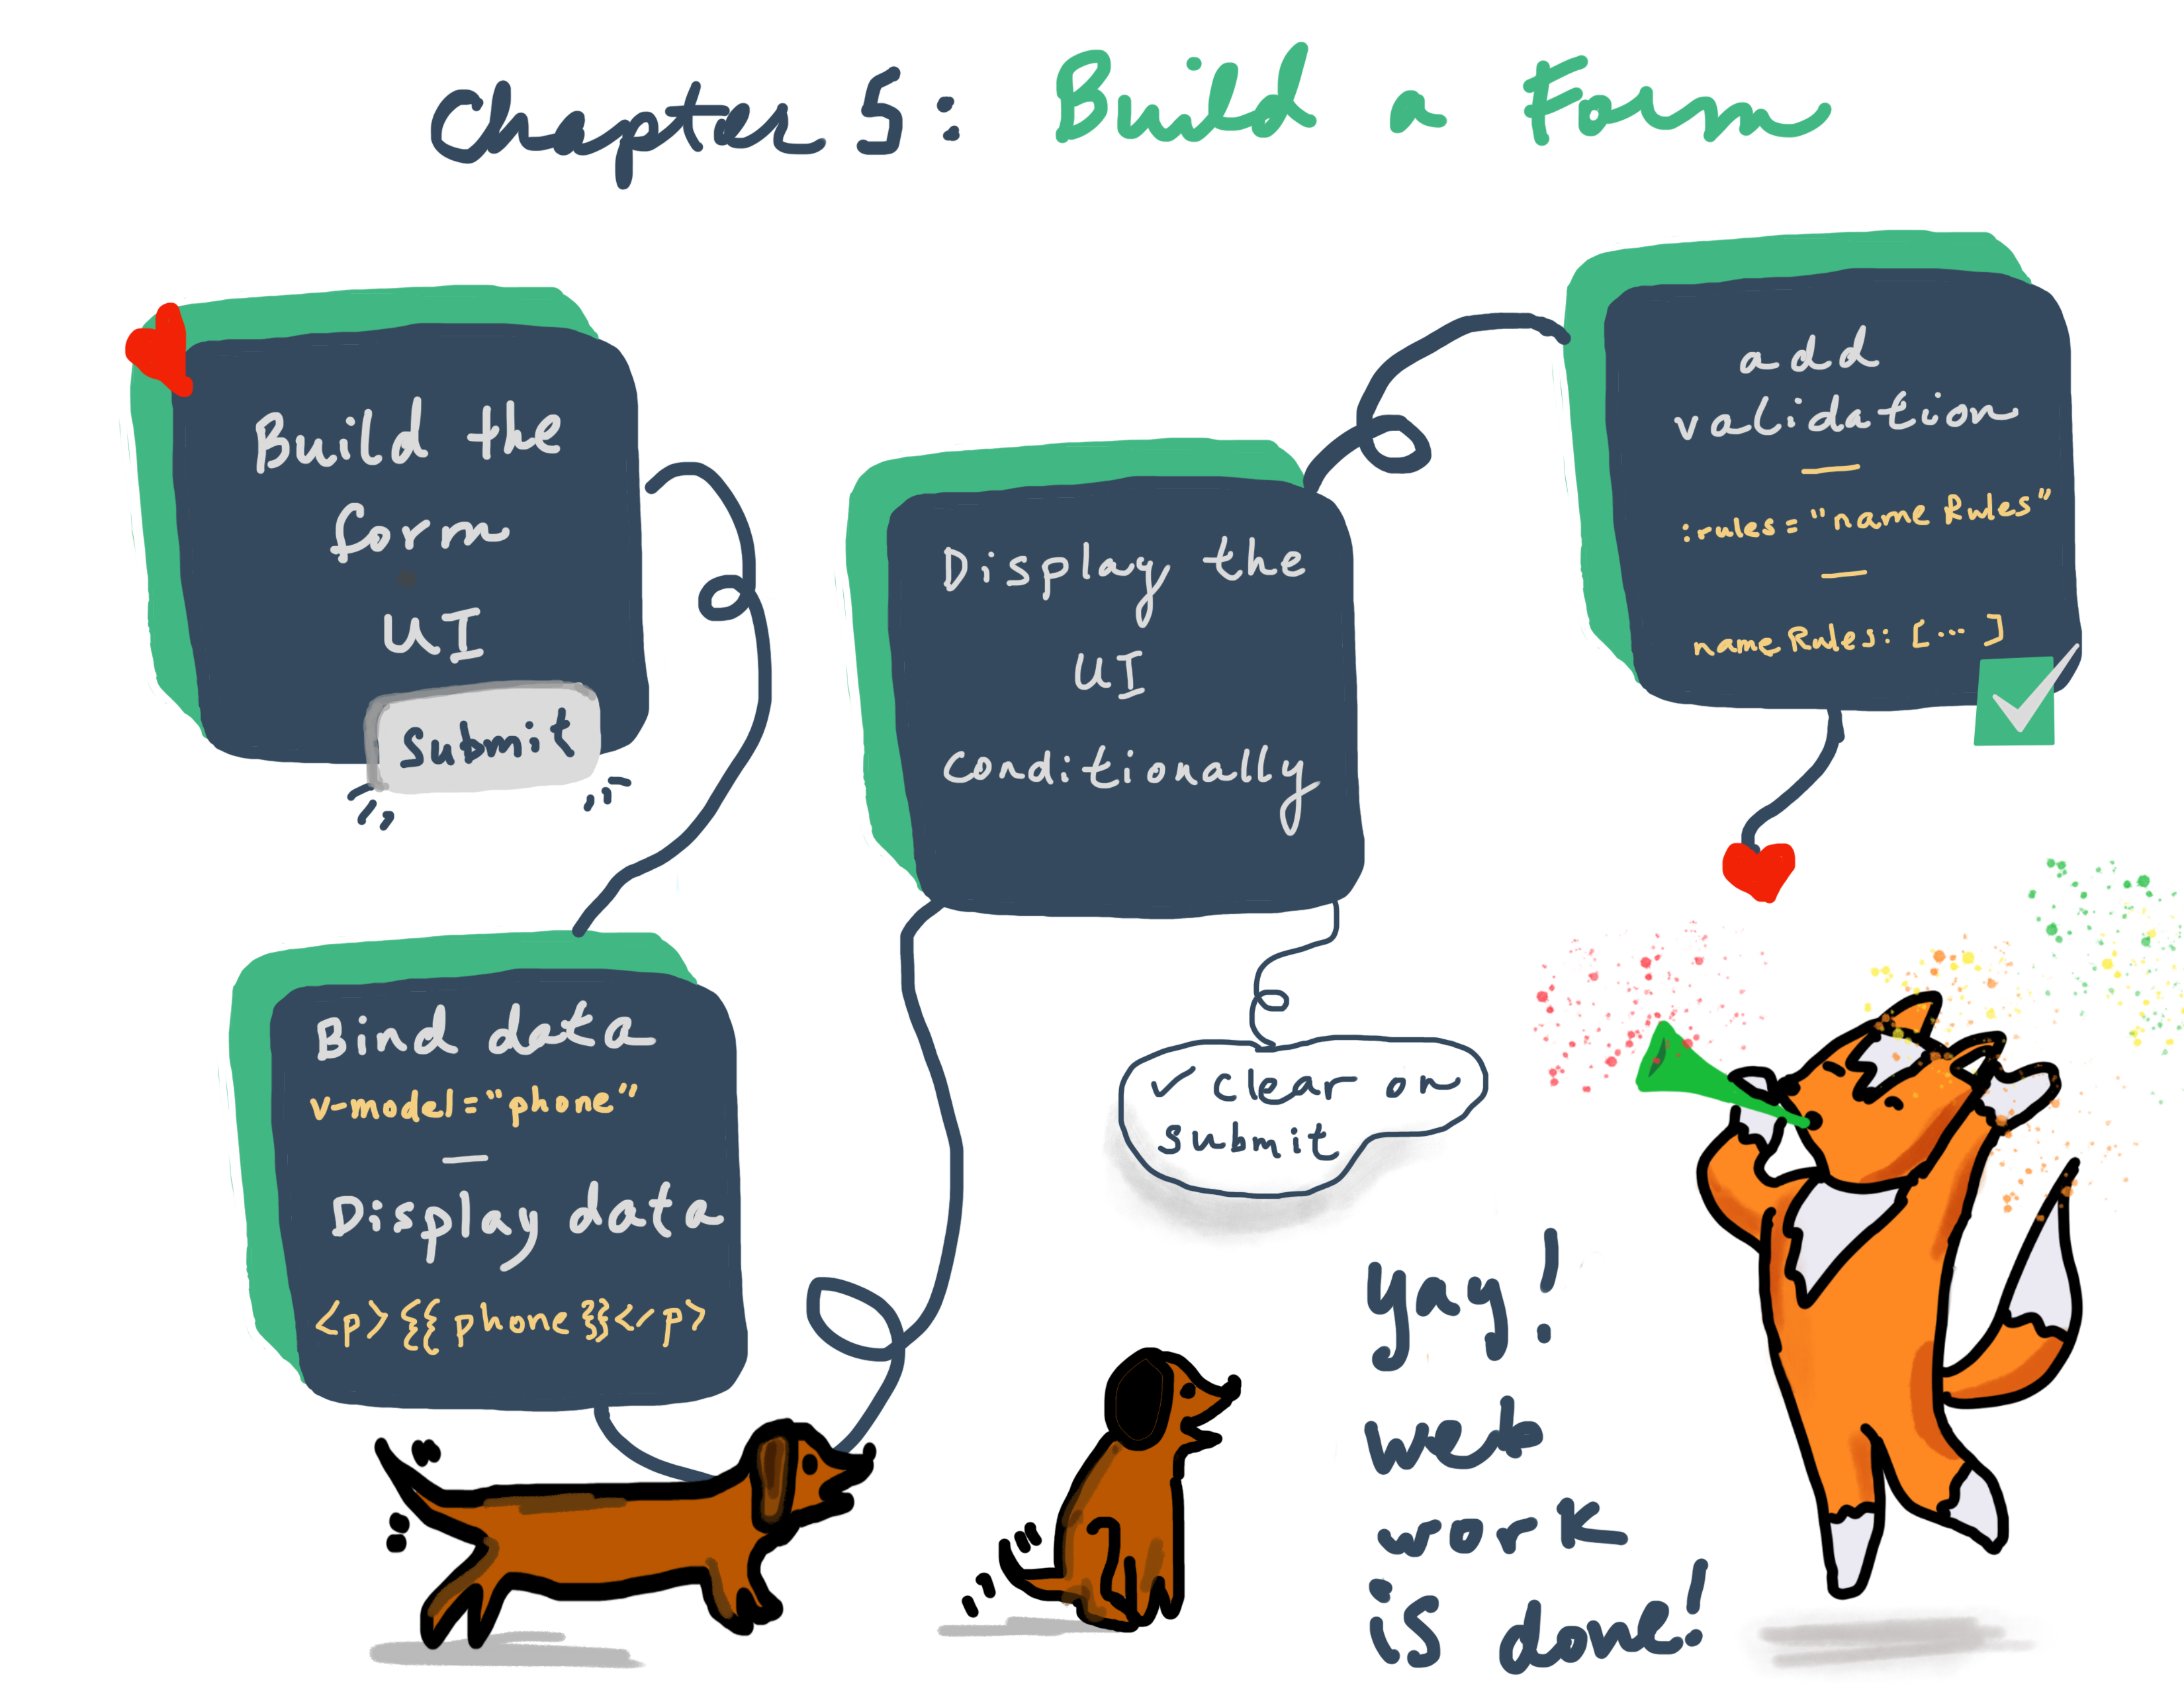 Chapter 5: Build a Form
Build the
form
UI
Submit
Bind data
v-model="phone"
Display data
<p>{{phone}}</p>
Display the
UI
conditionally
✓ clear on
submit
add
validation
:rules="nameRules"
nameRules: [... ]
yay!
web
work
is done!